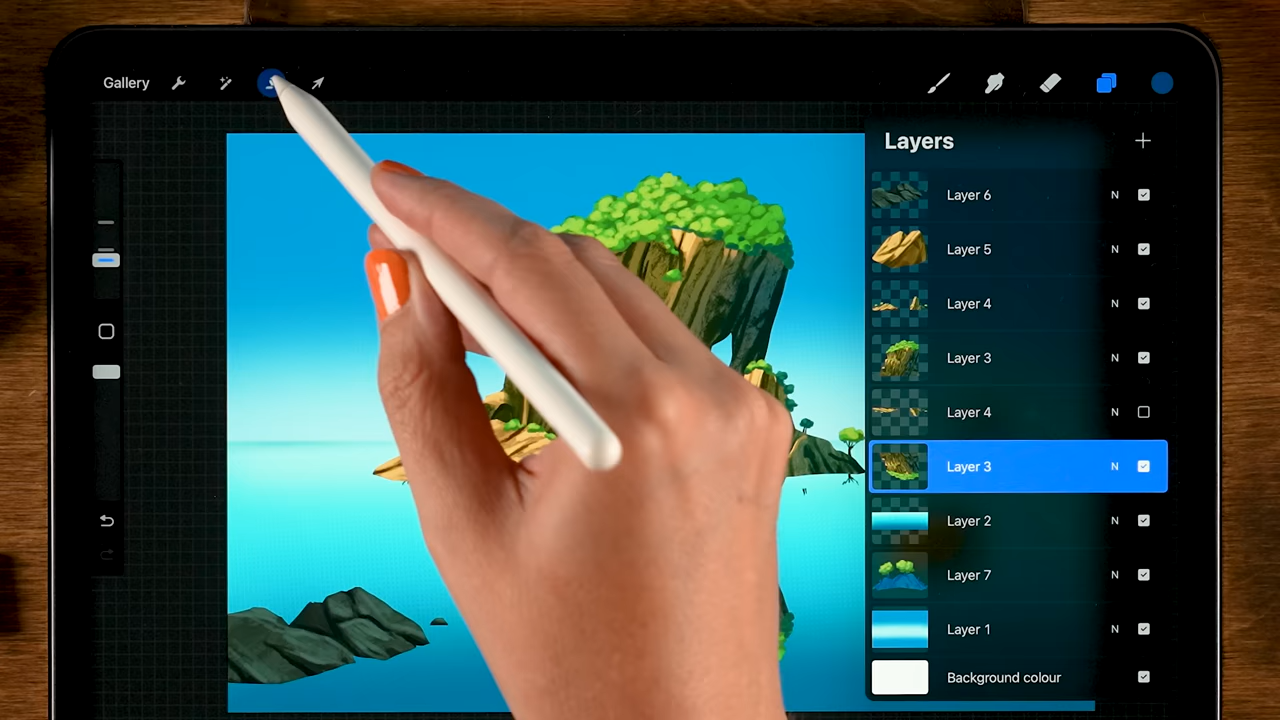 Gallery
Layers
Layer 6 N
Layer 5 N
Layer 4 N
Layer 3 N
Layer 4 N
Layer 3 N
Layer 2 N
Layer 7 N
Layer 1 N
Background colour